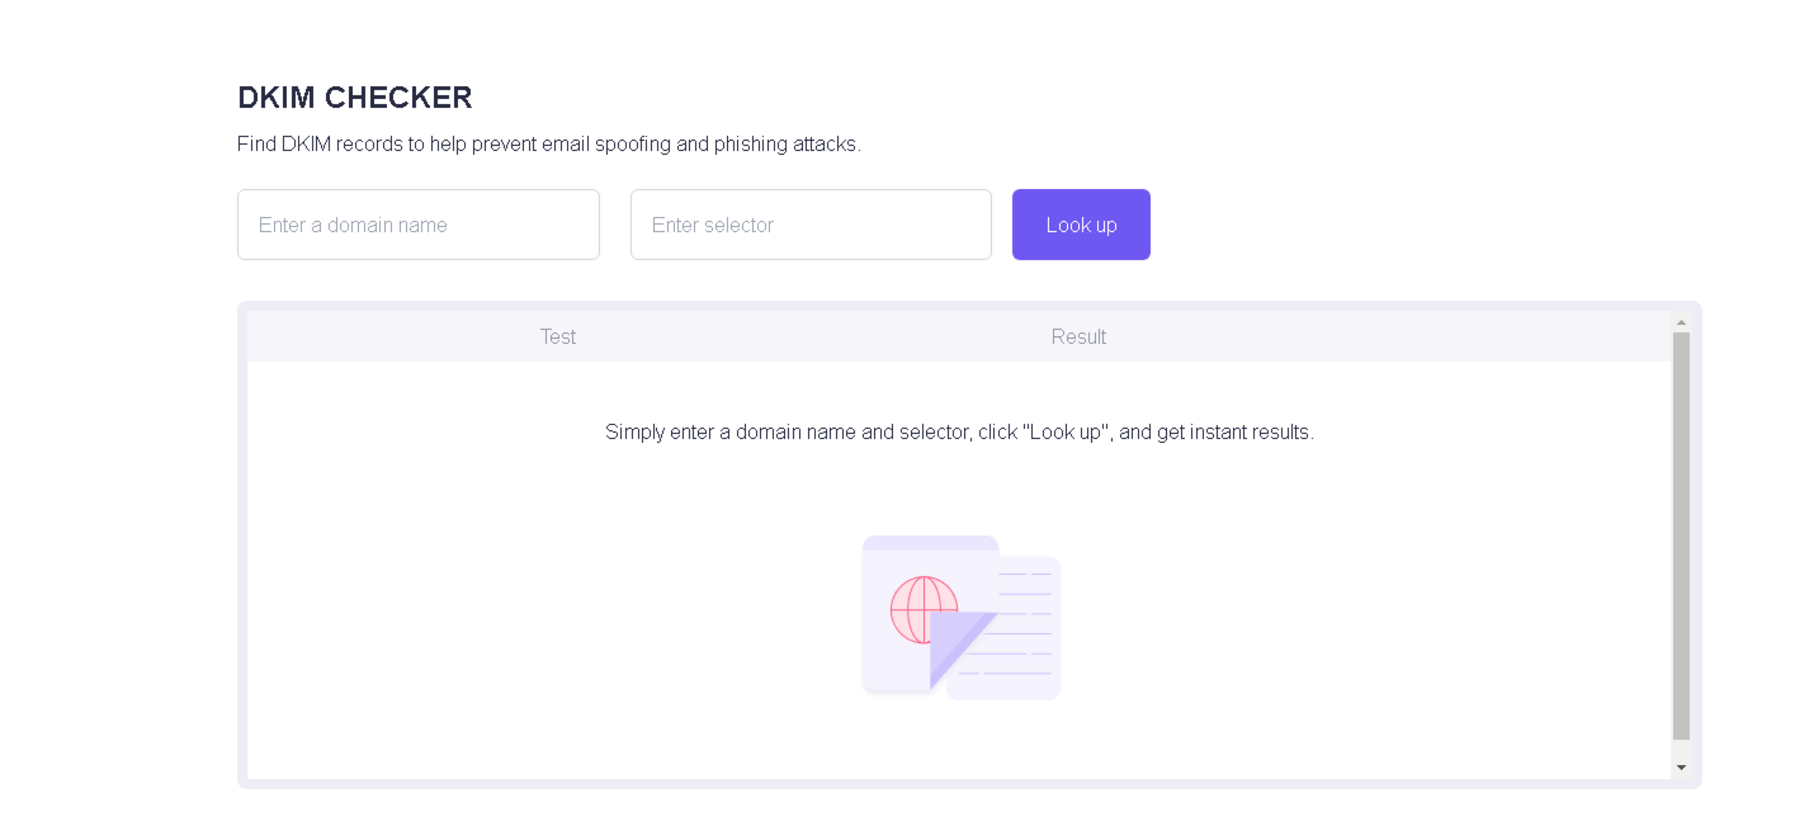 DKIM CHECKER
Find DKIM records to help prevent email spoofing and phishing attacks.
Enter a domain name
Enter selector
Look up
Test
Result
Simply enter a domain name and selector, click "Look up", and get instant results.